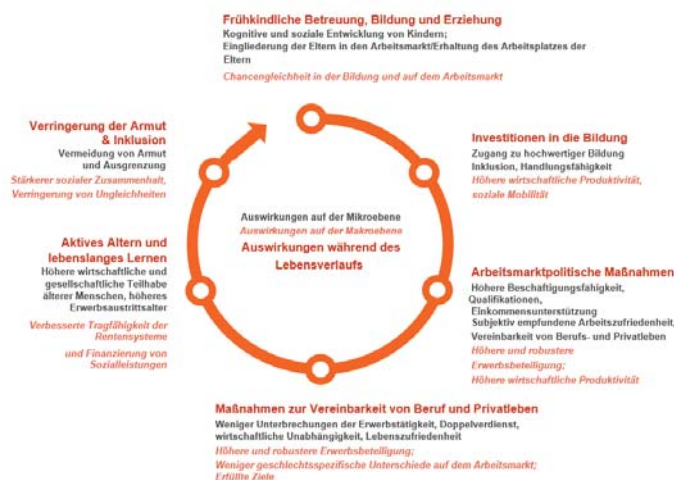 Frühkindliche Betreuung, Bildung und Erziehung
Kognitive und soziale Entwicklung von Kindern;
Eingliederung der Eltern in den Arbeitsmarkt/Erhaltung des Arbeitsplatzes der
Eltern
Chancengleichheit in der Bildung und auf dem Arbeitsmarkt
Investitionen in die Bildung
Zugang zu hochwertiger Bildung
Inklusion, Handlungsfähigkeit
Höhere wirtschaftliche Produktivität,
soziale Mobilität
Arbeitsmarktpolitische Maßnahmen
Hohere Beschaftigungsfähigkeit,
Qualifikationen,
Einkommensunterstützung
Subjektiv empfundene Arbeitszufriedenheit,
Vereinbarkeit von Berufs- und Privatleben
Höhere und robustere
Erwerbsbeteiligung;
Höhere wirtschaftliche Produktivität
Maßnahmen zur Vereinbarkeit von Beruf und Privatleben
Weniger Unterbrechungen der Erwerbstätigkeit, Doppelverdienst,
wirtschaftliche Unabhängigkeit, Lebenszufriedenheit
Höhere und robustere Erwerbsbeteiligung;
Weniger geschlechtsspezifische Unterschiede auf dem Arbeitsmarkt;
Erfüllte Ziele
Aktives Altern und
lebenslanges Lernen
Höhere wirtschaftliche und
gesellschaftliche Teilhabe
älterer Menschen, höheres
Erwerbsaustrittsalter
Verbesserte Tragfähigkeit der
Rentensysteme
und Finanzierung von
Sozialleistungen
Verringerung der Armut
& Inklusion
Vermeidung von Armut
und Ausgrenzung
Stärkerer sozialer Zusammenhalt,
Verringerung von Ungleichheiten
Auswirkungen auf der Mikroebene
Auswirkungen auf der Makroebene
Auswirkungen während des
Lebensverlaufs